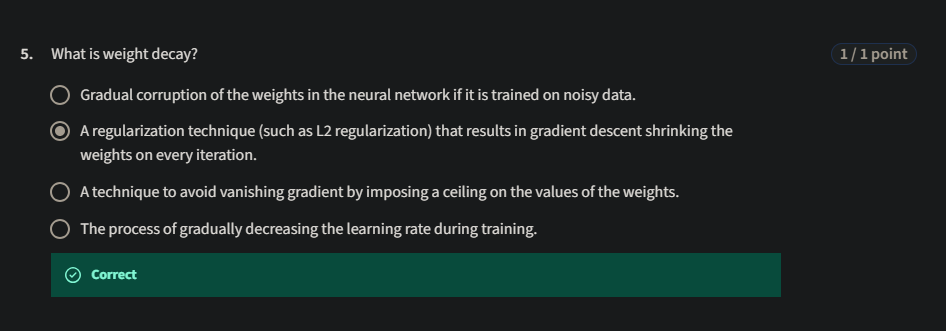 5. What is weight decay? 1 / 1 point
Gradual corruption of the weights in the neural network if it is trained on noisy data.
A regularization technique (such as L2 regularization) that results in gradient descent shrinking the
weights on every iteration.
A technique to avoid vanishing gradient by imposing a ceiling on the values of the weights.
The process of gradually decreasing the learning rate during training.
Correct